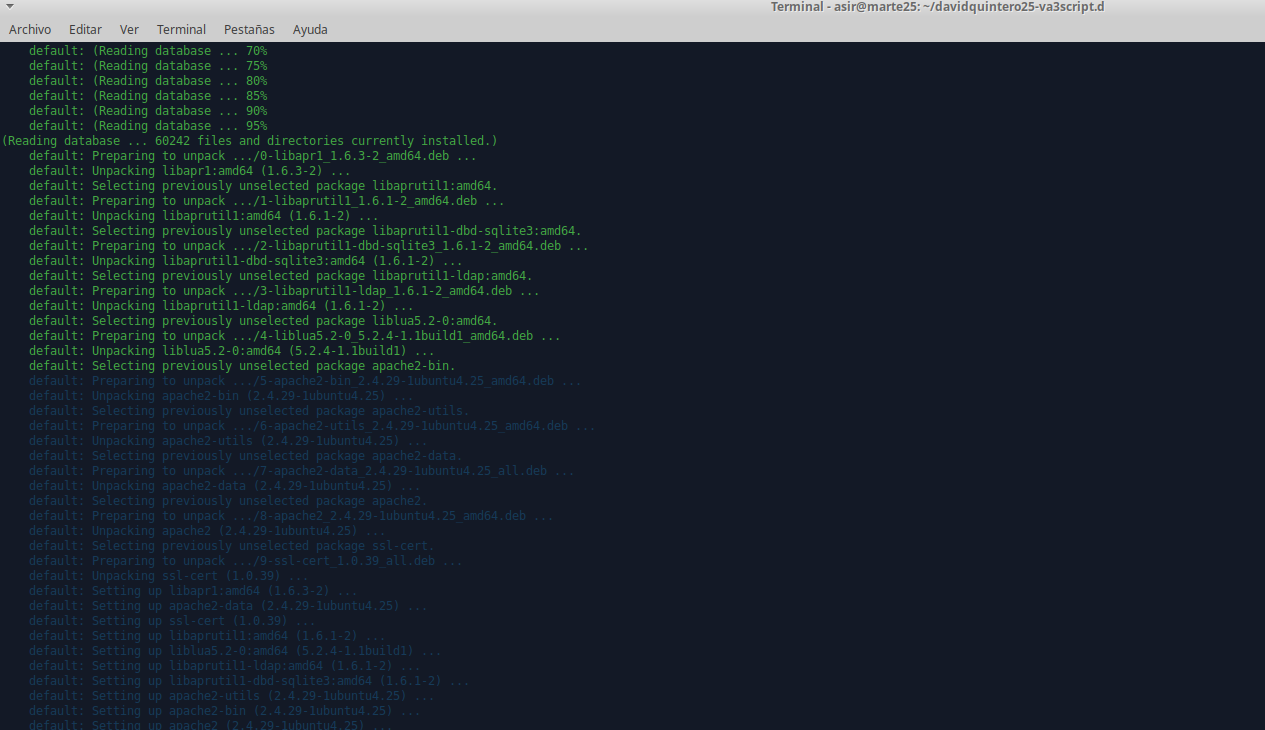 Terminal - asir@marte25: ~/davidquintero25-va3script.d
Archivo Editar Ver Terminal Pestañas Ayuda
default: (Reading database ... 70%
default: (Reading database ... 75%
default: (Reading database ... 80%
default: (Reading database ... 85%
default: (Reading database ... 90%
default: (Reading database ... 95%
(Reading database ... 60242 files and directories currently installed.)
default: Preparing to unpack .../0-libapr1_1.6.3-2_amd64.deb ...
default: Unpacking libapr1:amd64 (1.6.3-2) ...
default: Selecting previously unselected package libaprutil1:amd64.
default: Preparing to unpack .../1-libaprutil1_1.6.1-2_amd64.deb ...
default: Unpacking libaprutil1:amd64 (1.6.1-2) ...
default: Selecting previously unselected package libaprutil1-dbd-sqlite3:amd64.
default: Preparing to unpack .../2-libaprutil1-dbd-sqlite3_1.6.1-2_amd64.deb ...
default: Unpacking libaprutil1-dbd-sqlite3:amd64 (1.6.1-2) ...
default: Selecting previously unselected package libaprutil1-ldap:amd64.
default: Preparing to unpack .../3-libaprutil1-ldap_1.6.1-2_amd64.deb ...
default: Unpacking libaprutil1-ldap:amd64 (1.6.1-2) ...
default: Selecting previously unselected package liblua5.2-0:amd64.
default: Preparing to unpack .../4-liblua5.2-0_5.2.4-1.1build1_amd64.deb ...
default: Unpacking liblua5.2-0:amd64 (5.2.4-1.1build1) ...
default: Selecting previously unselected package apache2-bin.
default: Preparing to unpack .../5-apache2-bin_2.4.29-1ubuntu4.25_amd64.deb ...
default: Unpacking apache2-bin (2.4.29-1ubuntu4.25) ...
default: Selecting previously unselected package apache2-utils.
default: Preparing to unpack .../6-apache2-utils_2.4.29-1ubuntu4.25_amd64.deb ...
default: Unpacking apache2-utils (2.4.29-1ubuntu4.25) ...
default: Selecting previously unselected package apache2-data.
default: Preparing to unpack .../7-apache2-data_2.4.29-1ubuntu4.25_all.deb ...
default: Unpacking apache2-data (2.4.29-1ubuntu4.25) ...
default: Selecting previously unselected package apache2.
default: Preparing to unpack .../8-apache2_2.4.29-1ubuntu4.25_amd64.deb ...
default: Unpacking apache2 (2.4.29-1ubuntu4.25) ...
default: Selecting previously unselected package ssl-cert.
default: Preparing to unpack .../9-ssl-cert_1.0.39_all.deb ...
default: Unpacking ssl-cert (1.0.39) ...
default: Setting up libapr1:amd64 (1.6.3-2) ...
default: Setting up apache2-data (2.4.29-1ubuntu4.25) ...
default: Setting up ssl-cert (1.0.39) ...
default: Setting up libaprutil1:amd64 (1.6.1-2) ...
default: Setting up liblua5.2-0:amd64 (5.2.4-1.1build1) ...
default: Setting up libaprutil1-ldap:amd64 (1.6.1-2) ...
default: Setting up libaprutil1-dbd-sqlite3:amd64 (1.6.1-2) ...
default: Setting up apache2-utils (2.4.29-1ubuntu4.25) ...
default: Setting up apache2-bin (2.4.29-1ubuntu4.25) ...
default: Setting up apache2 (2.4.29-1ubuntu4.25) ...